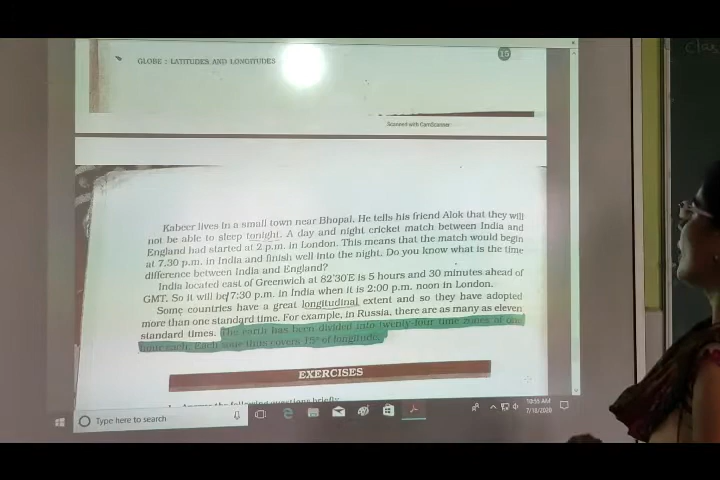 Clas
GLOBE : LATITUDES AND LONGITUDES
15
Scanned with CamScanner
Kabeer lives in a small town near Bhopal. He tells his friend Alok that they will
not be able to sleep tonight. A day and night cricket match between India and
England had started at 2 p.m. in London. This means that the match would begin
at 7.30 p.m. in India and finish well into the night. Do you know what is the time
difference between India and England?
India located east of Greenwich at 82°30'E is 5 hours and 30 minutes ahead of
GMT. So it will be 7:30 p.m. in India when it is 2:00 p.m. noon in London.
Some countries have a great longitudinal extent and so they have adopted
more than one standard time. For example, in Russia, there are as many as eleven
standard times. The earth has been divided into twenty-four time zones of one
hour each. Each zone thus covers 15° of longitude.
EXERCISES
1. Answer the following questions briefly.
Type here to search
10:55 AM
7/18/2020